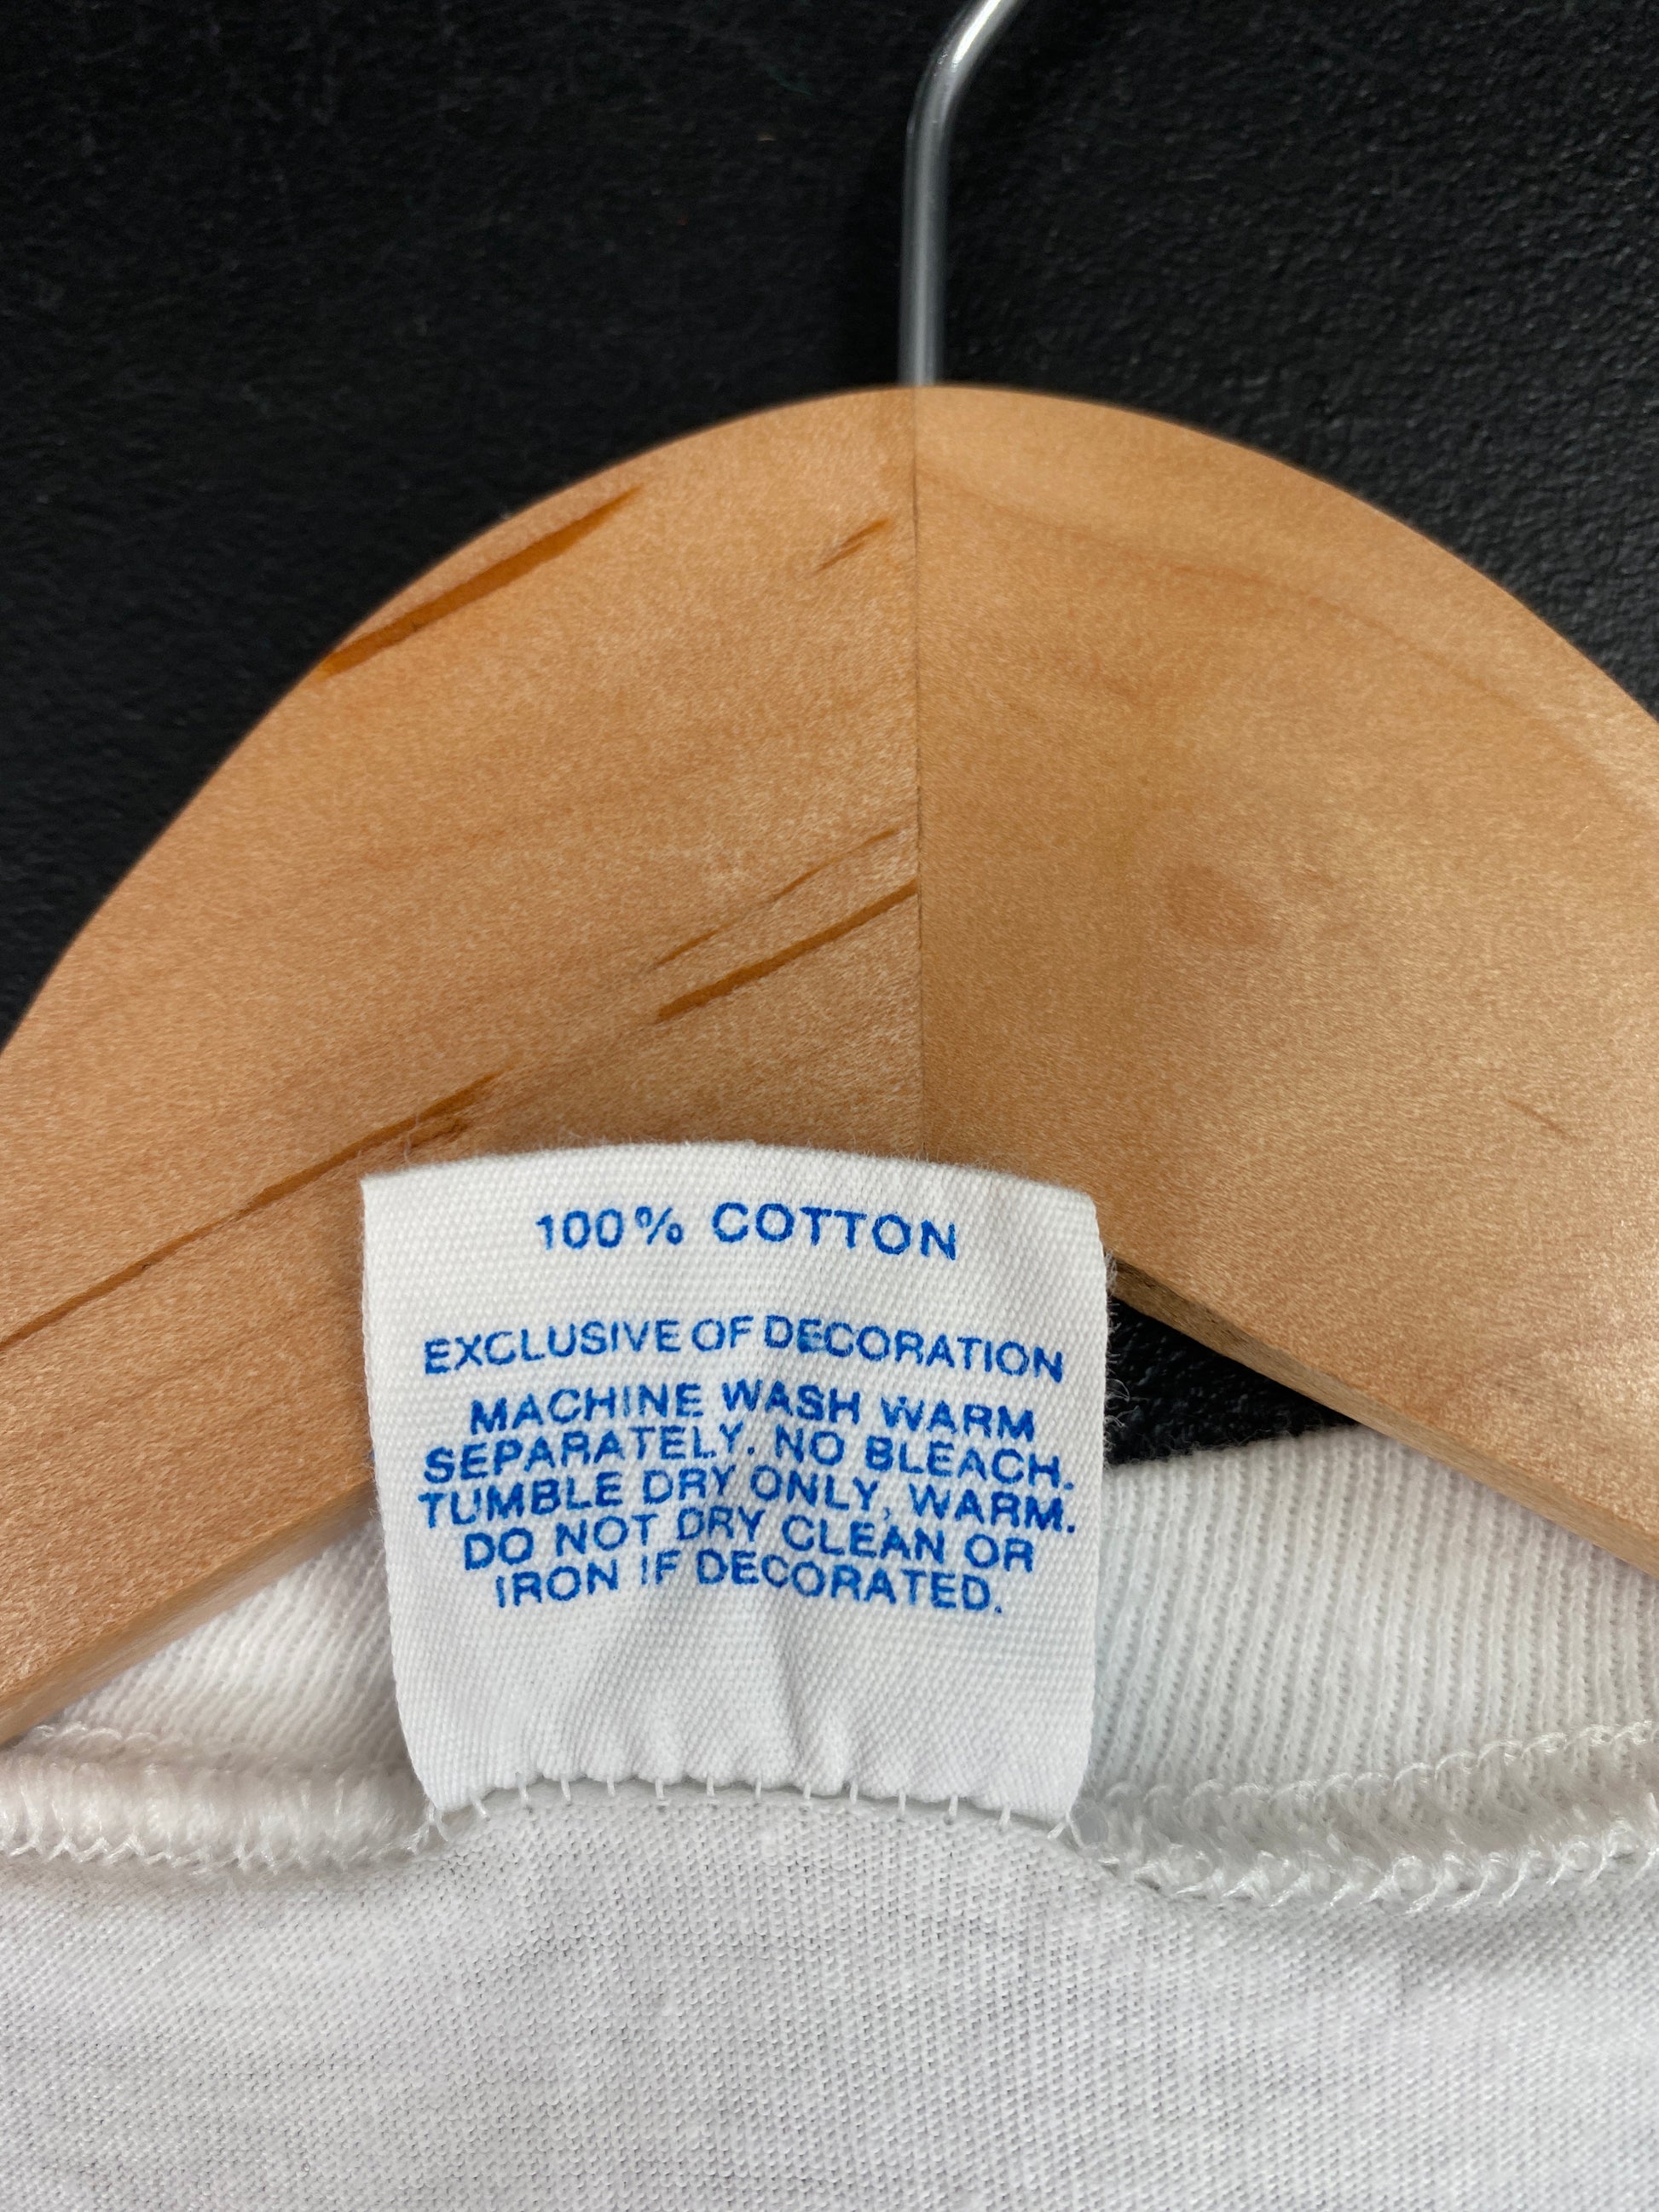 100% COTTON
EXCLUSIVE OF DECORATION
MACHINE WASH WARM
SEPARATELY. NO BLEACH.
TUMBLE DRY ONLY, WARM.
DO NOT DRY CLEAN OR
IRON IF DECORATED.